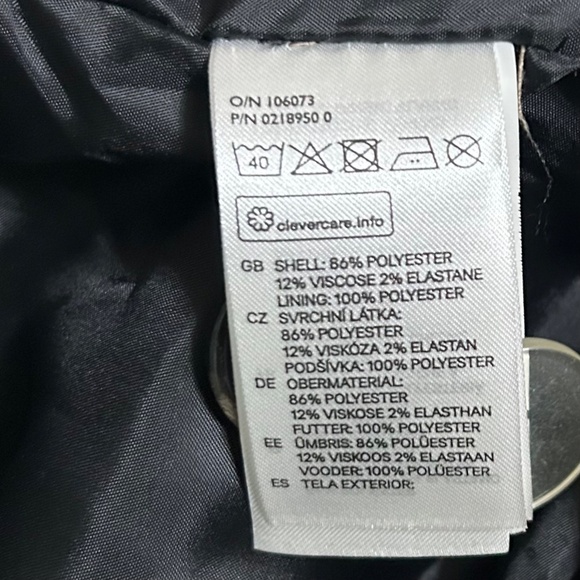 O/N 106073
P/N 0218950 0
40
clevercare.info
GB SHELL: 86% POLYESTER
12% VISCOSE 2% ELASTANE
LINING: 100% POLYESTER
CZ SVRCHNÍ LÁTKA:
86% POLYESTER
12% VISKÓZA 2% ELASTAN
PODŠÍVKA: 100% POLYESTER
DE OBERMATERIAL:
86% POLYESTER
12% VISKOSE 2% ELASTHAN
FUTTER: 100% POLYESTER
EE ÜMBRIS: 86% POLÜESTER
12% VISKOOS 2% ELASTAAN
VOODER: 100% POLÜESTER
ES TELA EXTERIOR: